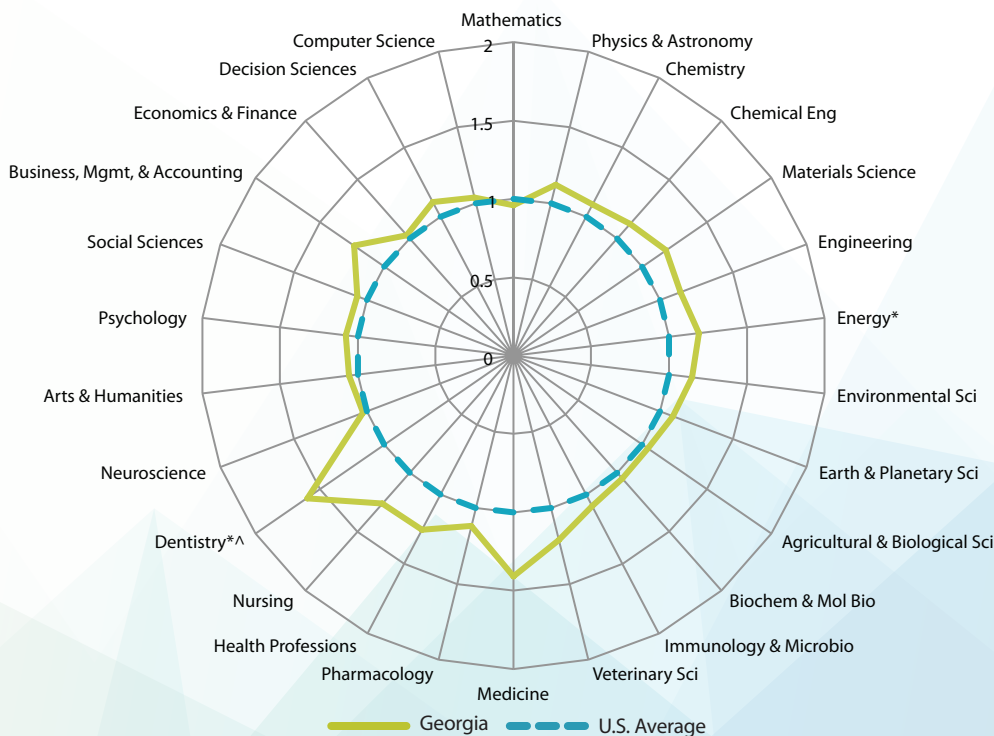 Mathematics
Computer Science
Physics & Astronomy
Decision Sciences
Chemistry
Economics & Finance
Chemical Eng
Business, Mgmt, & Accounting
Materials Science
Social Sciences
Engineering
Psychology
Energy*
Arts & Humanities
Environmental Sci
Neuroscience
Earth & Planetary Sci
Dentistry*^
Agricultural & Biological Sci
Nursing
Biochem & Mol Bio
Health Professions
Immunology & Microbio
Pharmacology
Veterinary Sci
Medicine
2
1.5
1
0.5
0
Georgia
U.S. Average